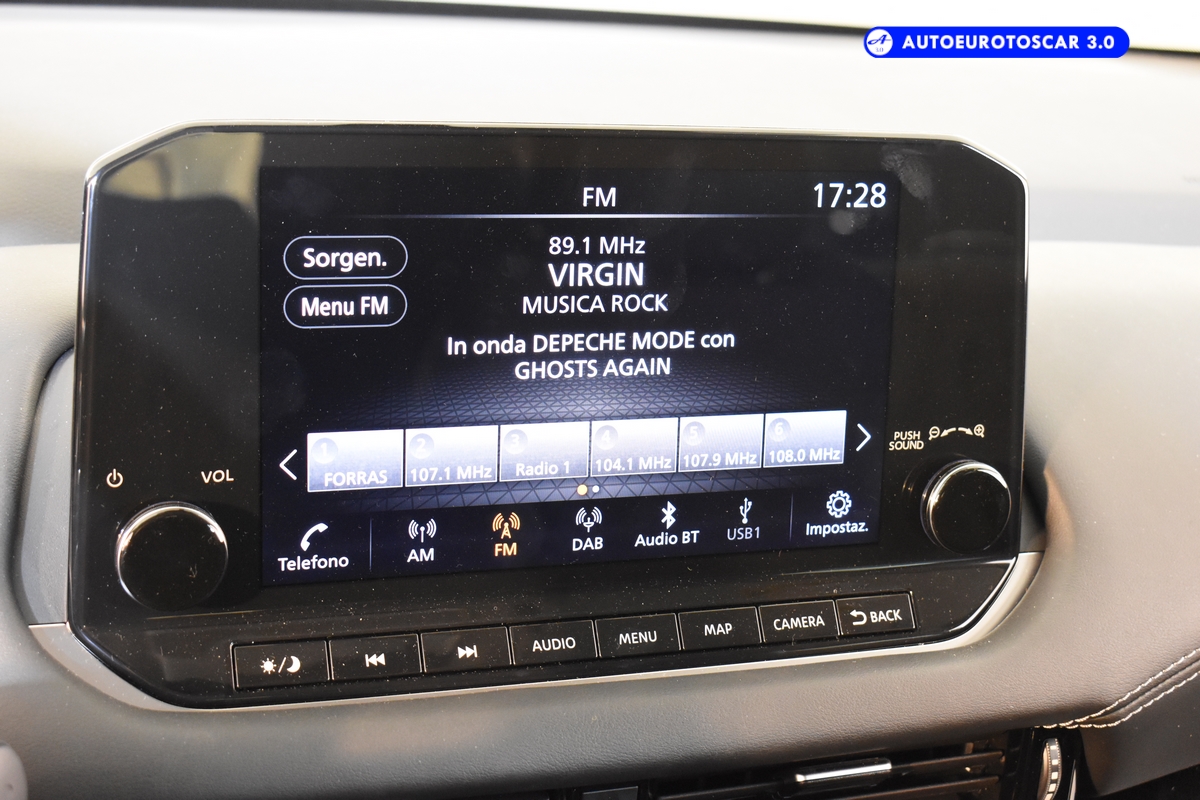 AUTOEUROTOSCAR 3.0
FM
17:28
Sorgen.
Menu FM
89.1 MHz
VIRGIN
MUSICA ROCK
In onda DEPECHE MODE con
GHOSTS AGAIN
1 FORRAS
2 107.1 MHz
3 Radio 1
4 104.1 MHz
5 107.9 MHz
6 108.0 MHz
VOL
PUSH
SOUND
Telefono
AM
FM
DAB
Audio BT
USB1
Impostaz.
AUDIO
MENU
MAP
CAMERA
BACK